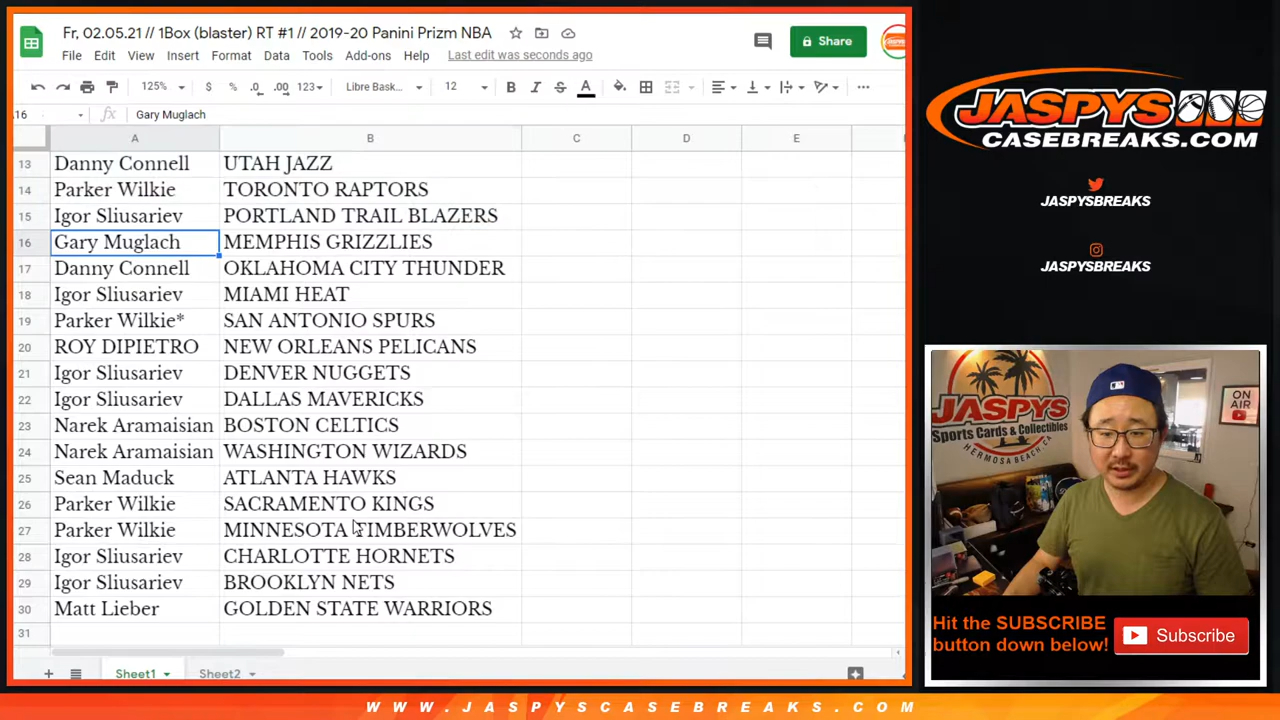 Fr, 02.05.21 // 1Box (blaster) RT #1 // 2019-20 Panini Prizm NBA
File Edit View Insert Format Data Tools Add-ons Help Last edit was seconds ago
Share
125% $ % .0 .00 123 Libre Bask... 12 B I S A
16 fx Gary Muglach
A B C D E
13 Danny Connell UTAH JAZZ
14 Parker Wilkie TORONTO RAPTORS
15 Igor Sliusariev PORTLAND TRAIL BLAZERS
16 Gary Muglach MEMPHIS GRIZZLIES
17 Danny Connell OKLAHOMA CITY THUNDER
18 Igor Sliusariev MIAMI HEAT
19 Parker Wilkie* SAN ANTONIO SPURS
20 ROY DIPIETRO NEW ORLEANS PELICANS
21 Igor Sliusariev DENVER NUGGETS
22 Igor Sliusariev DALLAS MAVERICKS
23 Narek Aramaisian BOSTON CELTICS
24 Narek Aramaisian WASHINGTON WIZARDS
25 Sean Maduck ATLANTA HAWKS
26 Parker Wilkie SACRAMENTO KINGS
27 Parker Wilkie MINNESOTA TIMBERWOLVES
28 Igor Sliusariev CHARLOTTE HORNETS
29 Igor Sliusariev BROOKLYN NETS
30 Matt Lieber GOLDEN STATE WARRIORS
31
Sheet1 Sheet2
JASPYS
CASEBREAKS.COM
JASPYSBREAKS
JASPYSBREAKS
JASPYS
Sports Cards & Collectibles
HERMOSA BEACH, CA
ON AIR
Hit the SUBSCRIBE
button down below!
Subscribe
WWW.JASPYSCASEBREAKS.COM